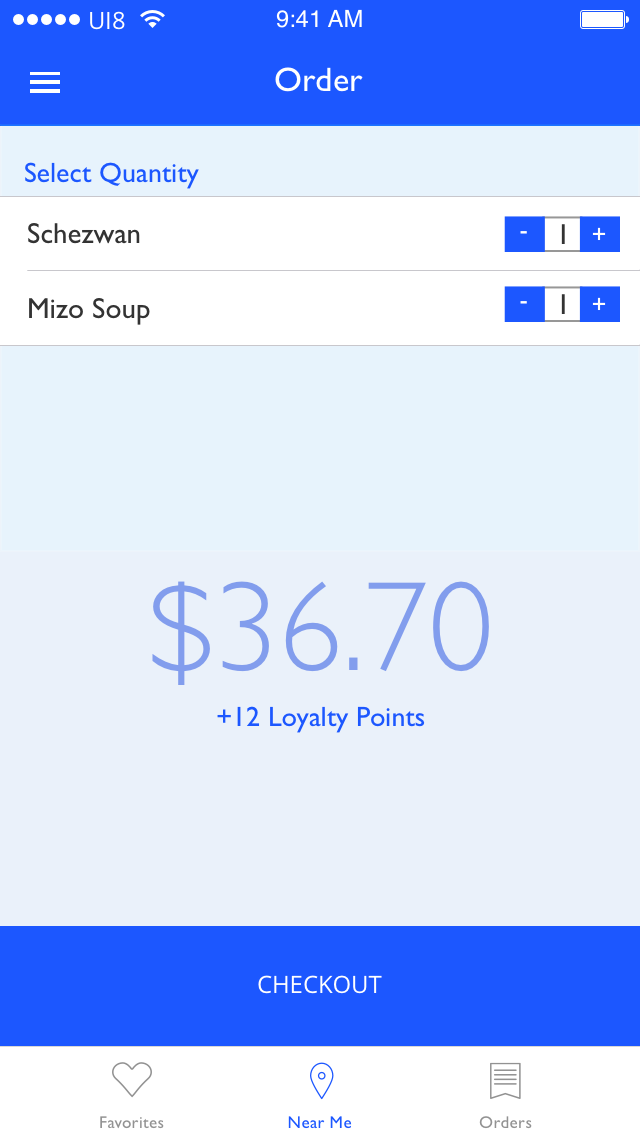 UI8 9:41 AM
Order
Select Quantity
Schezwan - 1 +
Mizo Soup - 1 +
$36.70
+12 Loyalty Points
CHECKOUT
Favorites Near Me Orders